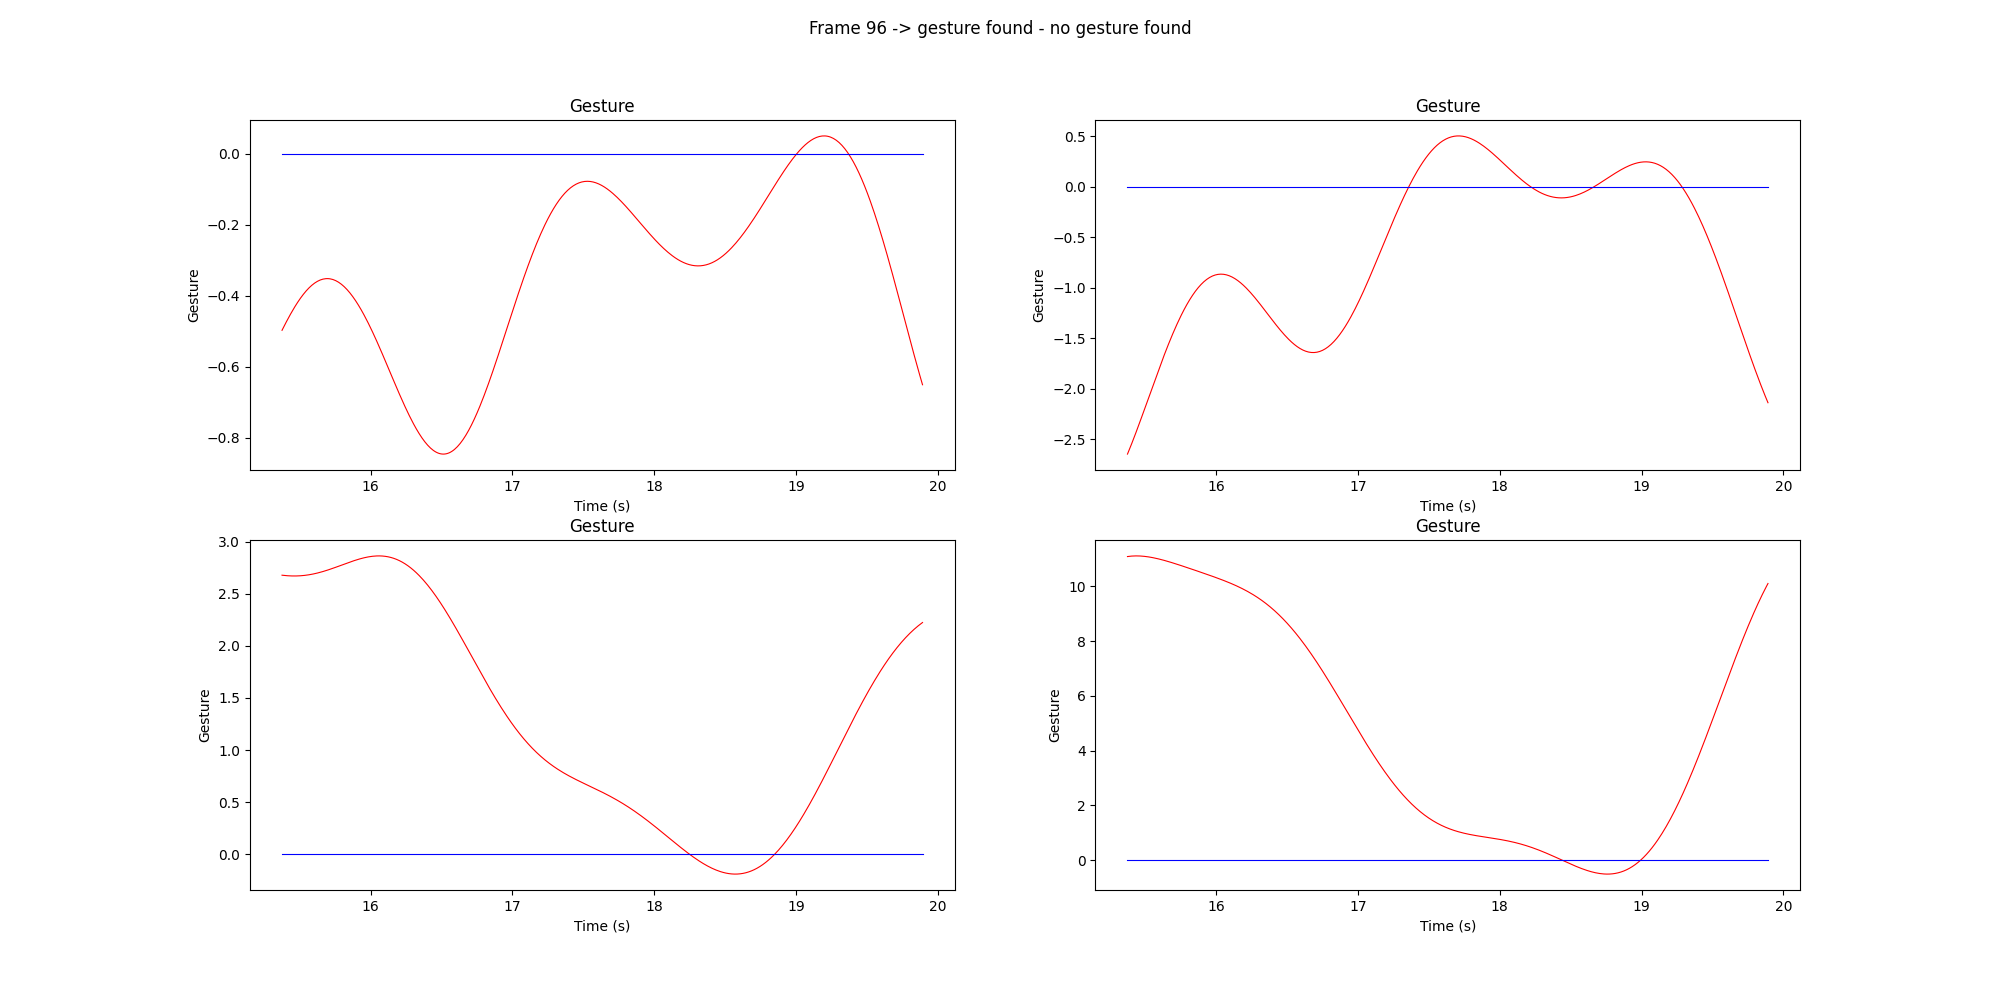 Frame 96 -> gesture found - no gesture found
Gesture
Gesture
0.0
−0.2
−0.4
−0.6
−0.8
16 17 18 19 20
Time (s)
Gesture
Gesture
0.5
0.0
−0.5
−1.0
−1.5
−2.0
−2.5
16 17 18 19 20
Time (s)
Gesture
Gesture
3.0
2.5
2.0
1.5
1.0
0.5
0.0
16 17 18 19 20
Time (s)
Gesture
Gesture
10
8
6
4
2
0
16 17 18 19 20
Time (s)